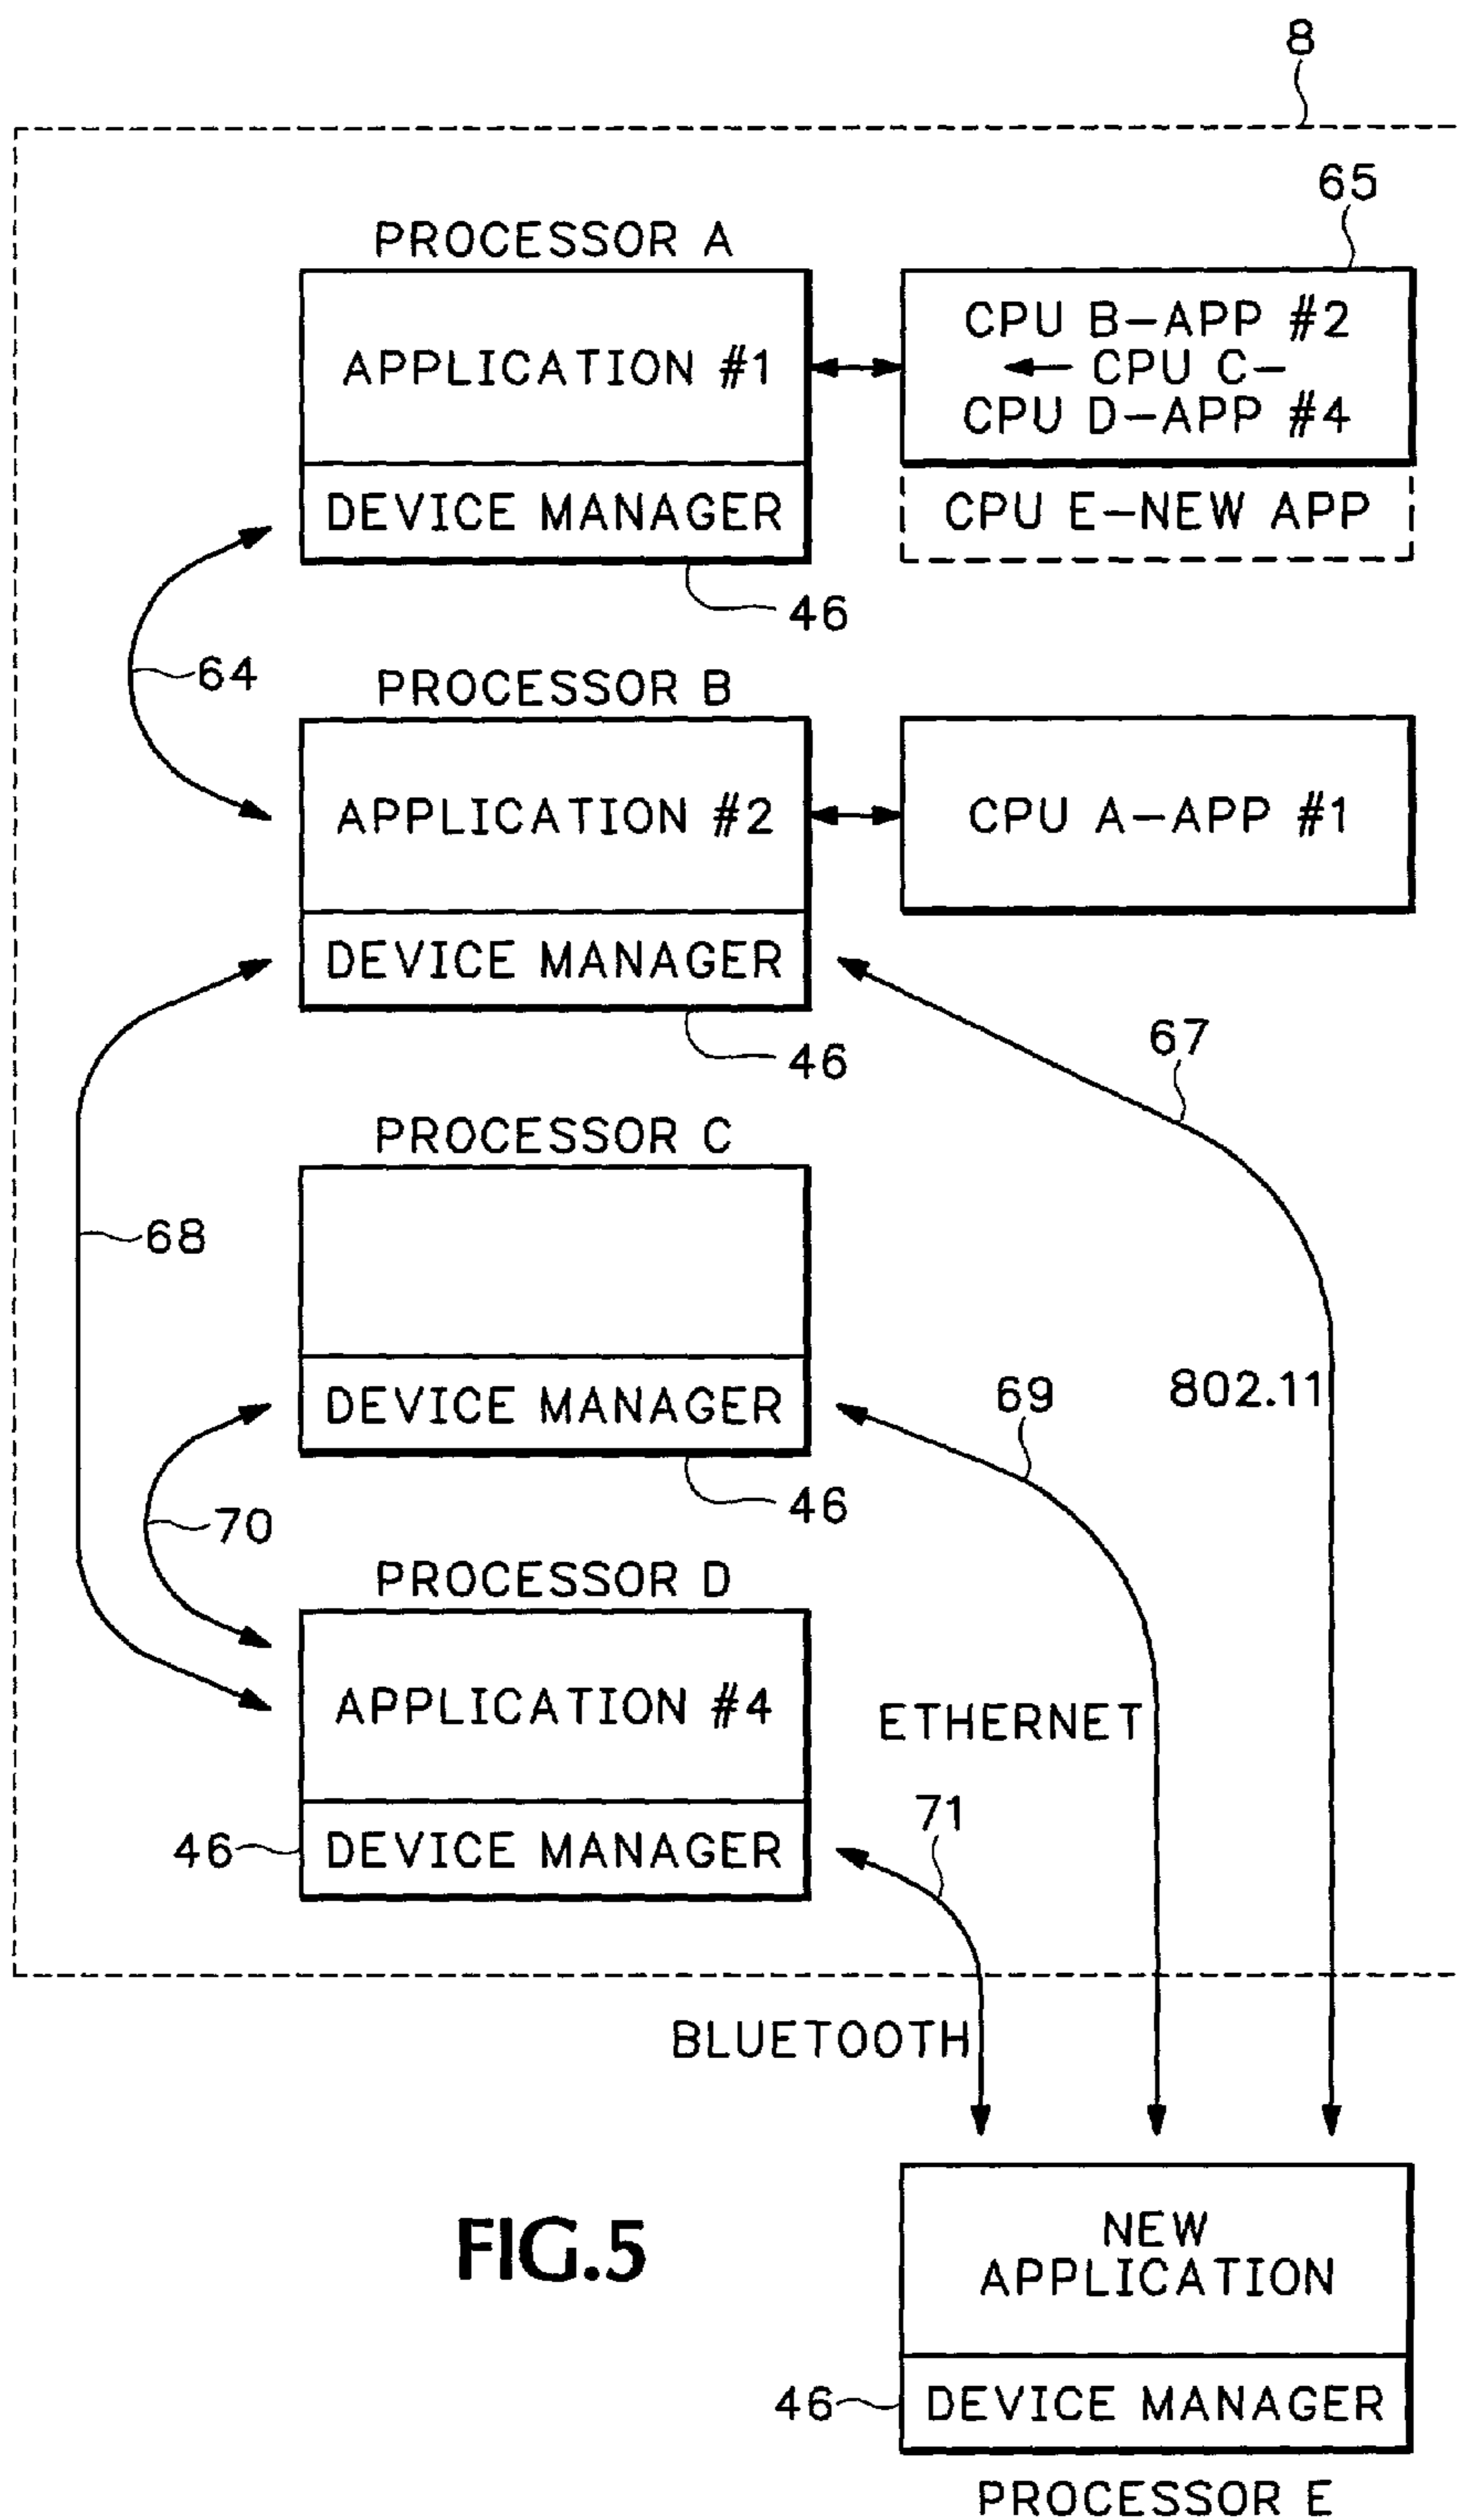 8
65
PROCESSOR A
APPLICATION #1
CPU B-APP #2
CPU C-
CPU D-APP #4
DEVICE MANAGER
CPU E-NEW APP
46
64
PROCESSOR B
APPLICATION #2
CPU A-APP #1
DEVICE MANAGER
46
67
PROCESSOR C
68
DEVICE MANAGER
69
802.11
46
70
PROCESSOR D
APPLICATION #4
ETHERNET
71
46
DEVICE MANAGER
BLUETOOTH
FIG.5
NEW
APPLICATION
46
DEVICE MANAGER
PROCESSOR E